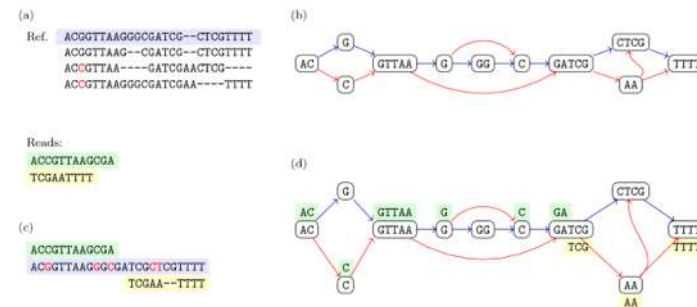 (a)
Ref. ACGGTTAAGGGCGATCG--CTCGTTTT
ACGGTTAAG--CGATCG--CTCGTTTT
ACCGTTAA----GATCGAACTCG----
ACCGTTAAGGGCGATCGAA----TTTT
Reads:
ACCGTTAAGCGA
TCGAATTTT
(b)
G CTCG
AC GTTAA G GG C GATCG TTTT
C AA
(c)
ACCGTTAAGCGA
ACGGTTAAGGGCGATCGCTCGTTTT
TCGAA--TTTT
(d)
G CTCG
AC GTTAA G C GA
AC GTTAA G GG C GATCG TTTT
TCG TTTT
C
C AA
AA